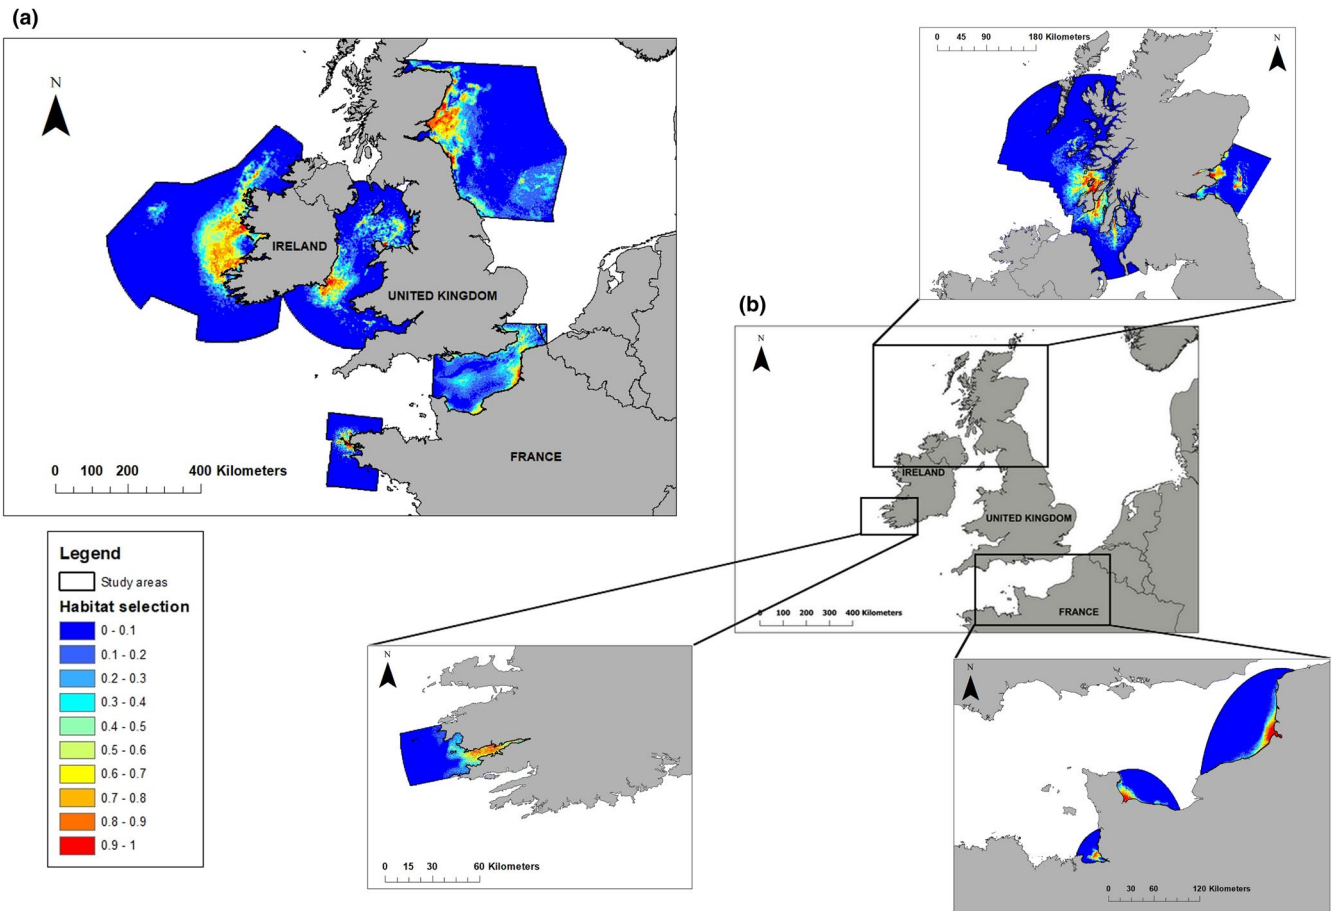 (a)
N
IRELAND
UNITED KINGDOM
FRANCE
0 100 200 400 Kilometers
Legend
Study areas
Habitat selection
0 - 0.1
0.1 - 0.2
0.2 - 0.3
0.3 - 0.4
0.4 - 0.5
0.5 - 0.6
0.6 - 0.7
0.7 - 0.8
0.8 - 0.9
0.9 - 1
0 45 90 180 Kilometers
N
(b)
N
IRELAND
UNITED KINGDOM
FRANCE
0 100 200 300 400 Kilometers
N
0 15 30 60 Kilometers
N
0 30 60 120 Kilometers